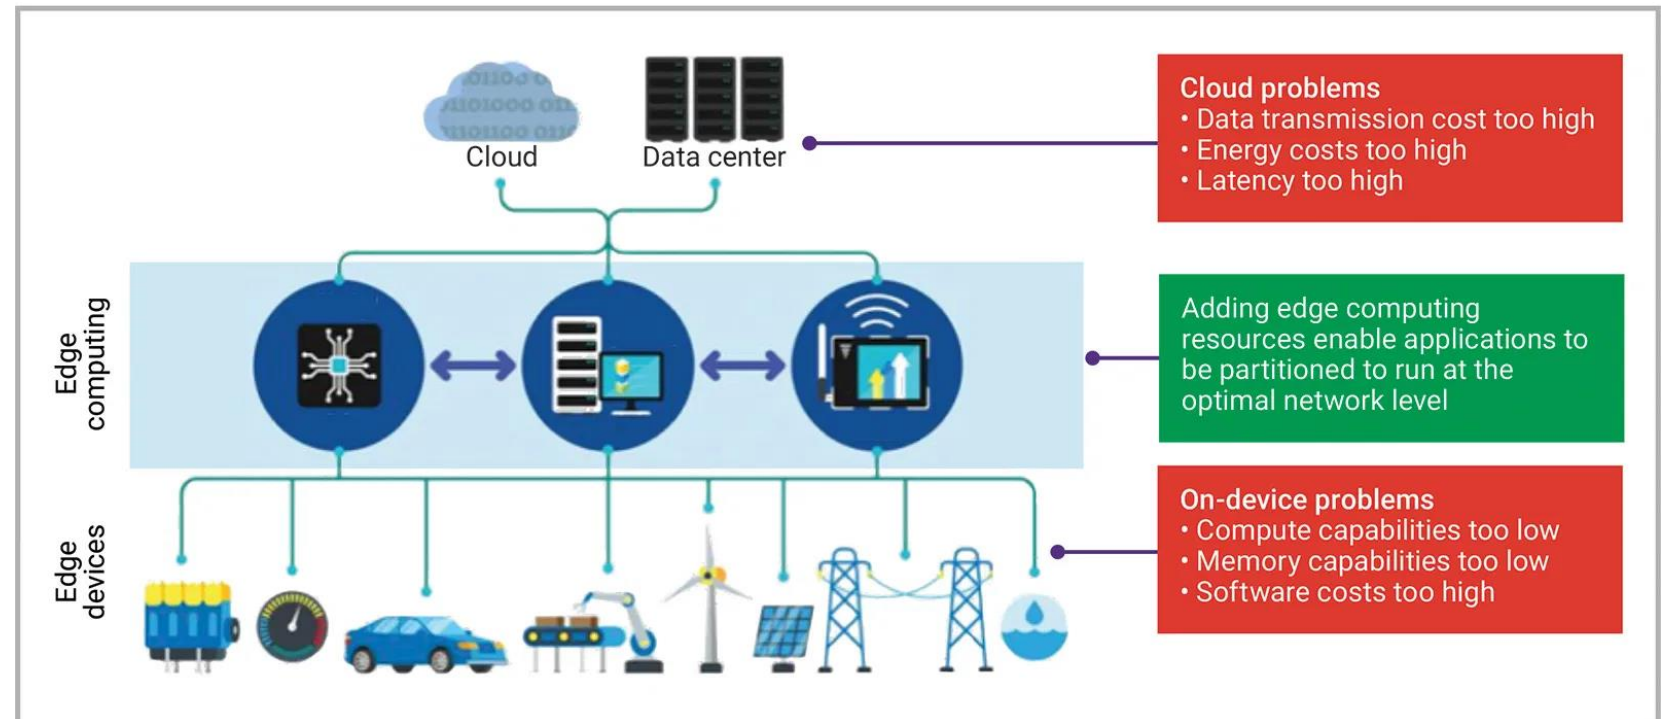 Cloud
Data center
Cloud problems
• Data transmission cost too high
• Energy costs too high
• Latency too high
Edge
computing
Adding edge computing
resources enable applications to
be partitioned to run at the
optimal network level
Edge
devices
On-device problems
• Compute capabilities too low
• Memory capabilities too low
• Software costs too high